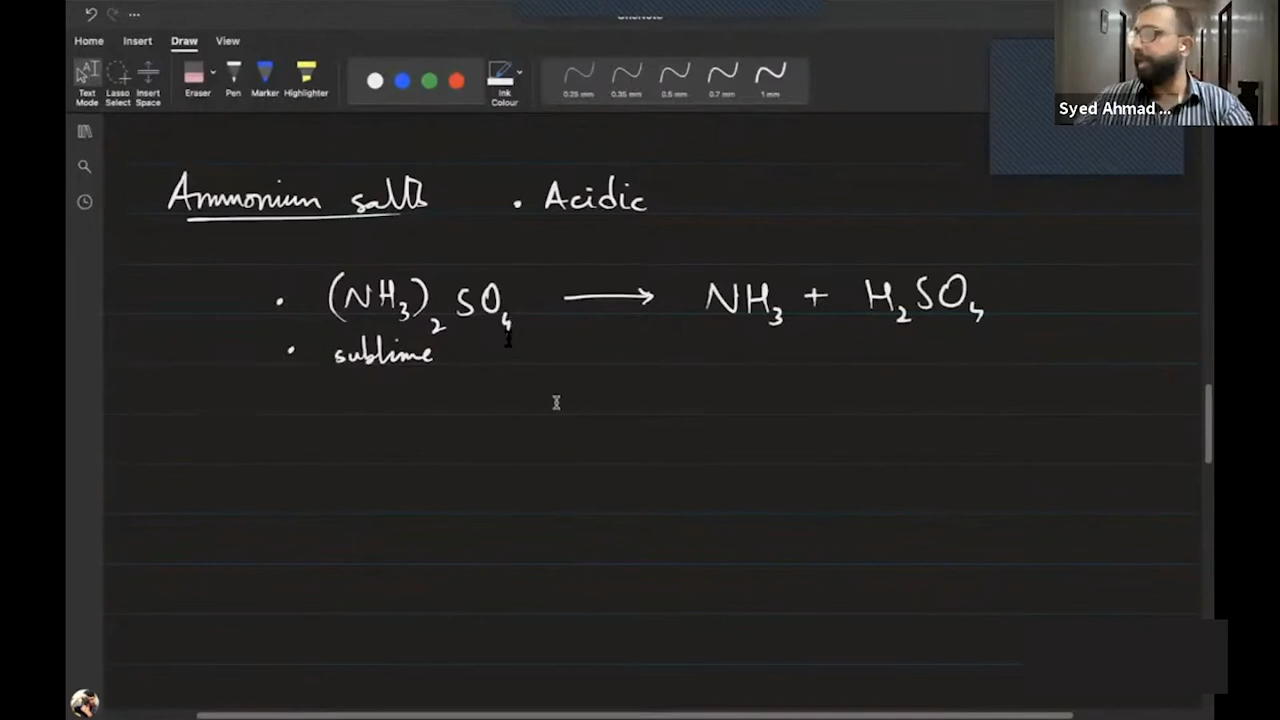 OneNote
Home Insert Draw View
Text Mode Lasso Select Insert Space Eraser Pen Marker Highlighter Ink Colour 0.25 mm 0.35 mm 0.5 mm 0.7 mm 1 mm
Syed Ahmad ...
Ammonium salts • Acidic
• (NH₃)₂ SO₄ ⟶ NH₃ + H₂SO₄
• sublime